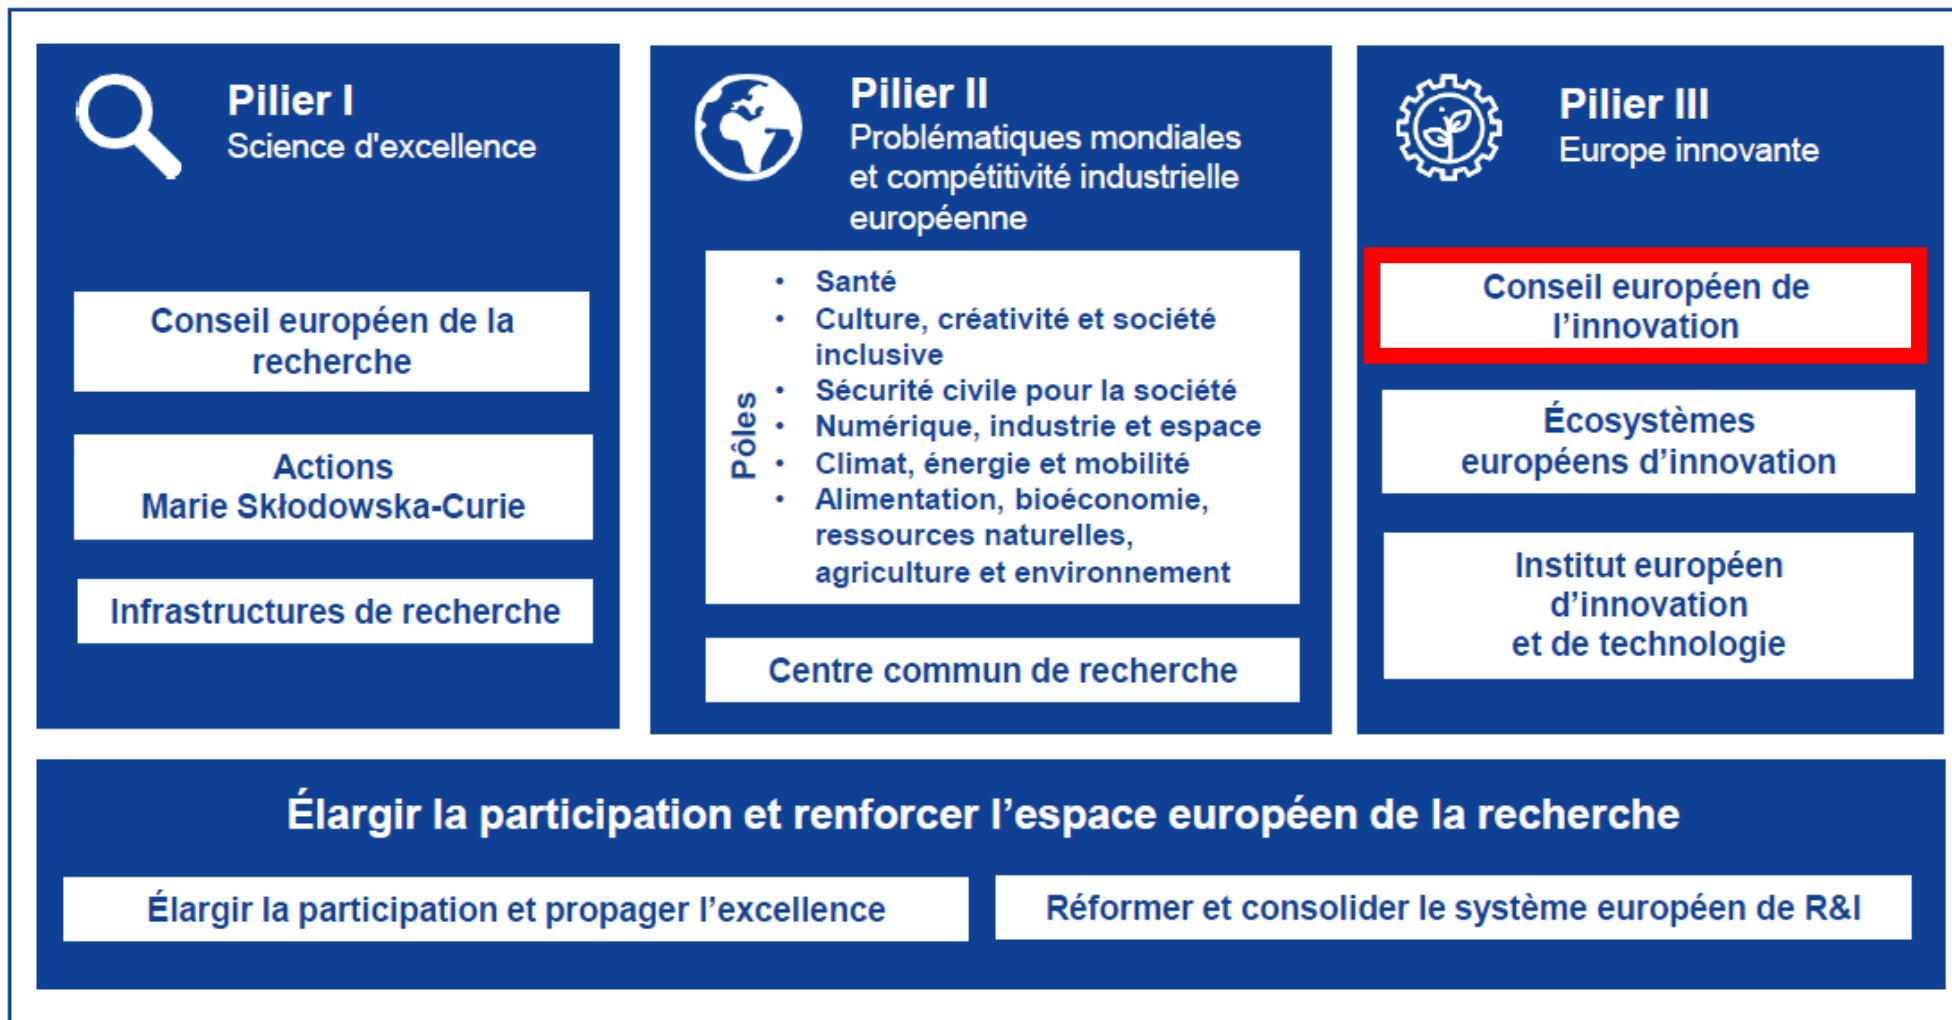 Pilier I
Science d'excellence
Conseil européen de la
recherche
Actions
Marie Skłodowska-Curie
Infrastructures de recherche
Pilier II
Problématiques mondiales
et compétitivité industrielle
européenne
Pôles
• Santé
• Culture, créativité et société
inclusive
• Sécurité civile pour la société
• Numérique, industrie et espace
• Climat, énergie et mobilité
• Alimentation, bioéconomie,
ressources naturelles,
agriculture et environnement
Centre commun de recherche
Pilier III
Europe innovante
Conseil européen de
l’innovation
Écosystèmes
européens d’innovation
Institut européen
d’innovation
et de technologie
Élargir la participation et renforcer l’espace européen de la recherche
Élargir la participation et propager l’excellence
Réformer et consolider le système européen de R&I